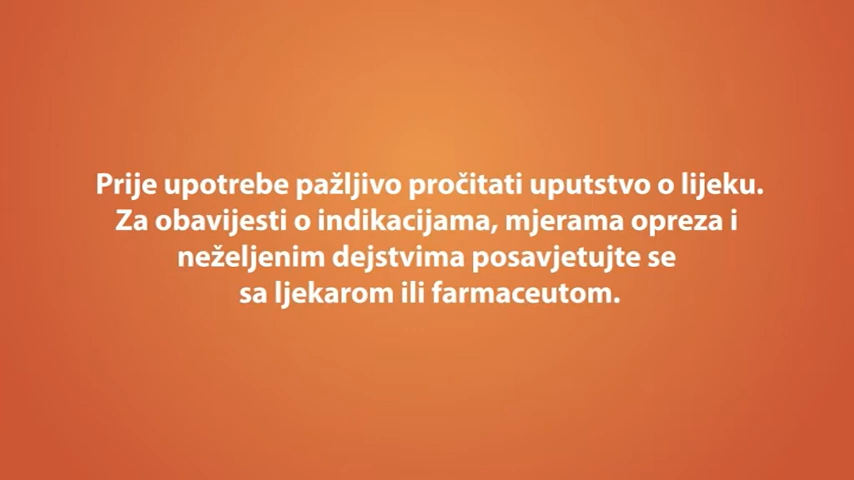 Prije upotrebe pažljivo pročitati uputstvo o lijeku.
Za obavijesti o indikacijama, mjerama opreza i
neželjenim dejstvima posavjetujte se
sa ljekarom ili farmaceutom.